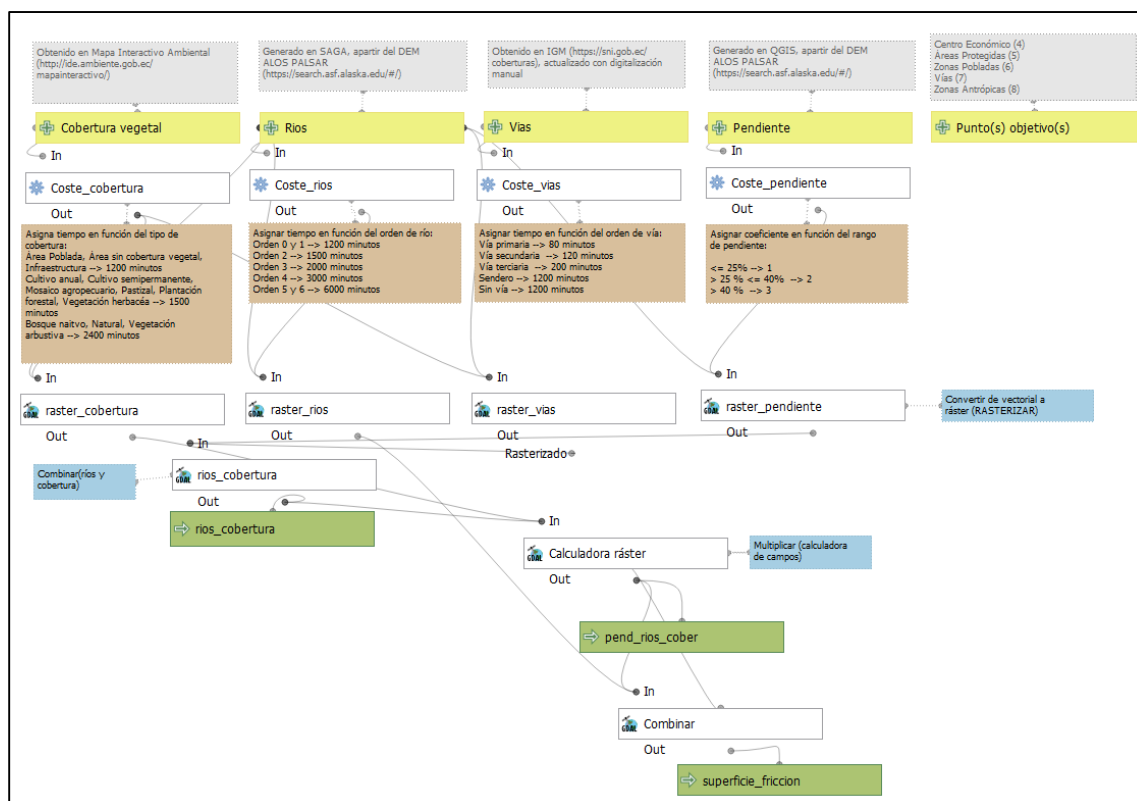 Obtenido en Mapa Interactivo Ambiental
(http://ide.ambiente.gob.ec/
mapainteractivo/)
Generado en SAGA, apartir del DEM
ALOS PALSAR
(https://search.asf.alaska.edu/#/)
Obtenido en IGM (https://sni.gob.ec/
coberturas), actualizado con digitalización
manual
Generado en QGIS, apartir del DEM
ALOS PALSAR
(https://search.asf.alaska.edu/#/)
Centro Económico (4)
Áreas Protegidas (5)
Zonas Pobladas (6)
Vías (7)
Zonas Antrópicas (8)
Cobertura vegetal
Rios
Vias
Pendiente
Punto(s) objetivo(s)
In
In
In
In
Coste_cobertura
Coste_rios
Coste_vias
Coste_pendiente
Out
Out
Out
Out
Asigna tiempo en función del tipo de
cobertura:
Área Poblada, Área sin cobertura vegetal,
Infraestructura --> 1200 minutos
Cultivo anual, Cultivo semipermanente,
Mosaico agropecuario, Pastizal, Plantación
forestal, Vegetación herbacéa --> 1500
minutos
Bosque naitvo, Natural, Vegetación
arbustiva --> 2400 minutos
Asignar tiempo en función del orden de río:
Orden 0 y 1 --> 1200 minutos
Orden 2 --> 1500 minutos
Orden 3 --> 2000 minutos
Orden 4 --> 3000 minutos
Orden 5 y 6 --> 6000 minutos
Asignar tiempo en función del orden de vía:
Vía primaria --> 80 minutos
Vía secundaria --> 120 minutos
Vía terciaria --> 200 minutos
Sendero --> 1200 minutos
Sin vía --> 1200 minutos
Asignar coeficiente en función del rango
de pendiente:
<= 25% --> 1
> 25 % <= 40% --> 2
> 40 % --> 3
In
In
In
In
raster_cobertura
raster_rios
raster_vias
raster_pendiente
Convertir de vectorial a
ráster (RASTERIZAR)
Out
Out
Out
Out
In
Rasterizado
Combinar(ríos y
cobertura)
rios_cobertura
Out
rios_cobertura
In
Calculadora ráster
Multiplicar (calculadora
de campos)
Out
pend_rios_cober
In
Combinar
Out
superficie_friccion